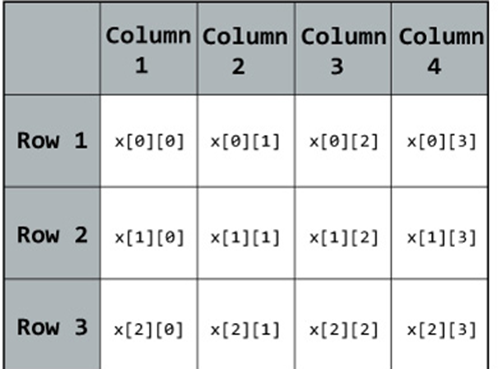 Column 1 Column 2 Column 3 Column 4
Row 1 x[0][0] x[0][1] x[0][2] x[0][3]
Row 2 x[1][0] x[1][1] x[1][2] x[1][3]
Row 3 x[2][0] x[2][1] x[2][2] x[2][3]